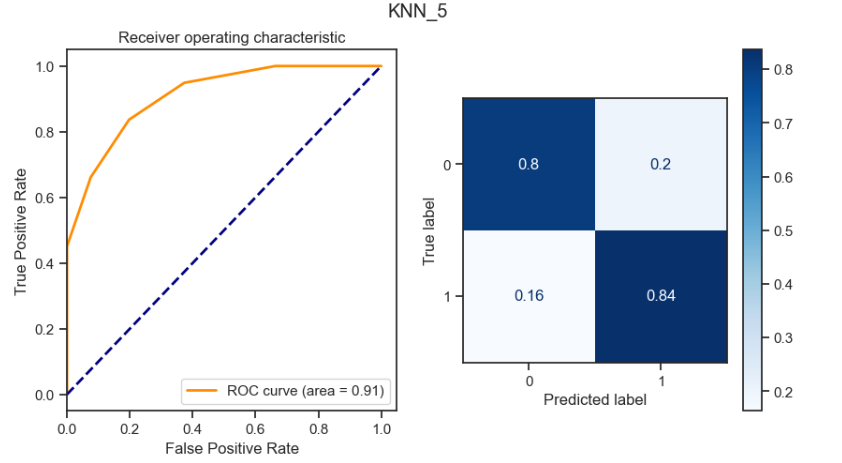 KNN_5
Receiver operating characteristic
1.0
0.8
0.6
0.4
0.2
0.0
True Positive Rate
ROC curve (area = 0.91)
0.0 0.2 0.4 0.6 0.8 1.0
False Positive Rate
True label
0
1
0.8 0.2
0.16 0.84
0 1
Predicted label
0.8
0.7
0.6
0.5
0.4
0.3
0.2